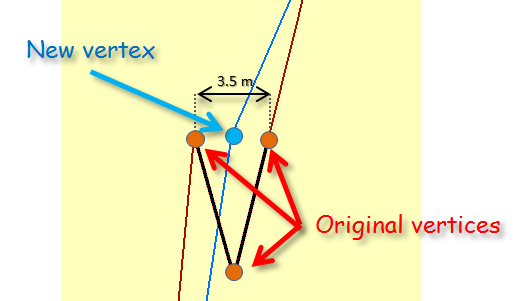 New vertex
3.5 m
Original vertices